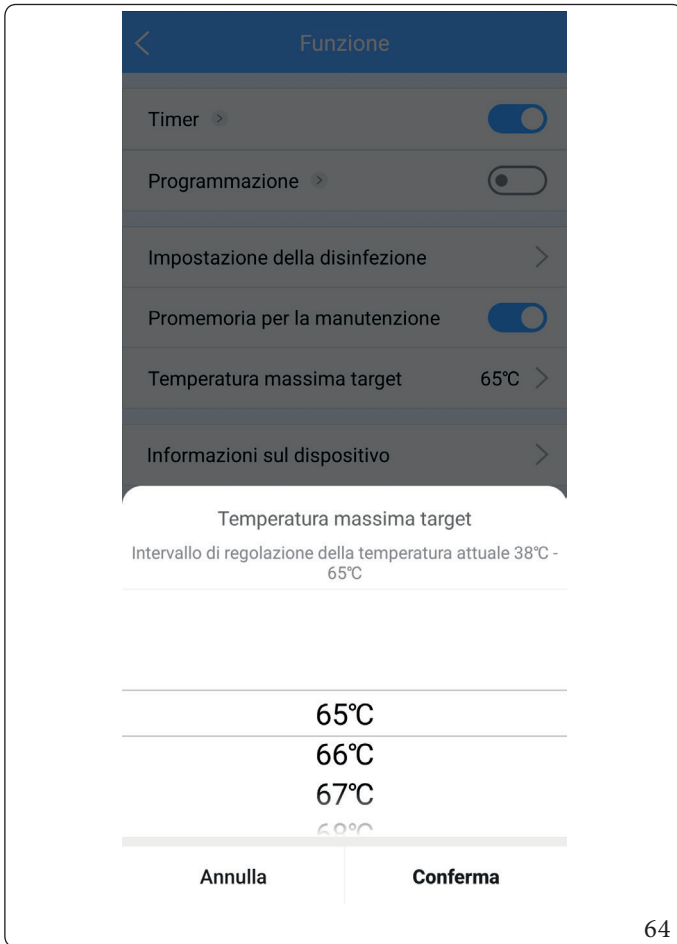 Funzione
Timer
Programmazione
Impostazione della disinfezione
Promemoria per la manutenzione
Temperatura massima target 65℃
Informazioni sul dispositivo
Temperatura massima target
Intervallo di regolazione della temperatura attuale 38℃ -
65℃
65℃
66℃
67℃
68℃
Annulla Conferma
64